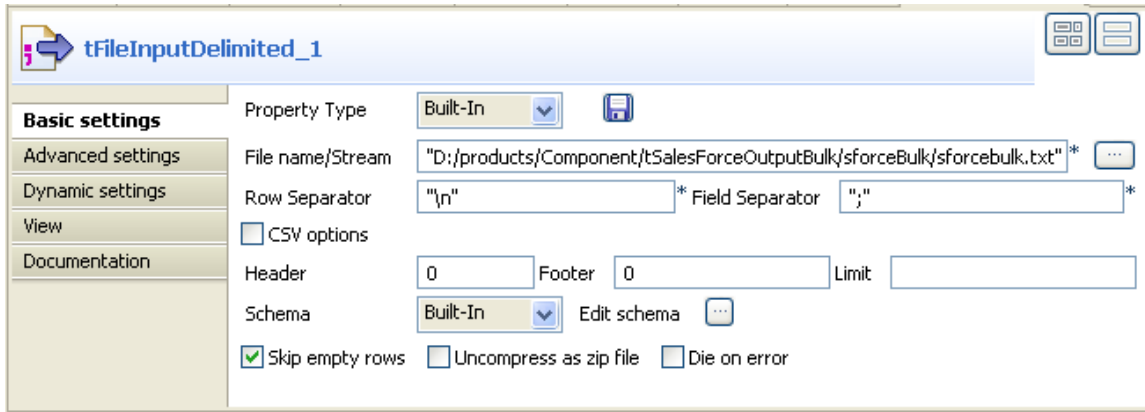 tFileInputDelimited_1
Basic settings
Advanced settings
Dynamic settings
View
Documentation
Property Type Built-In
File name/Stream "D:/products/Component/tSalesForceOutputBulk/sforceBulk/sforcebulk.txt" * ...
Row Separator "\n" * Field Separator ";" *
CSV options
Header 0 Footer 0 Limit
Schema Built-In Edit schema ...
Skip empty rows Uncompress as zip file Die on error